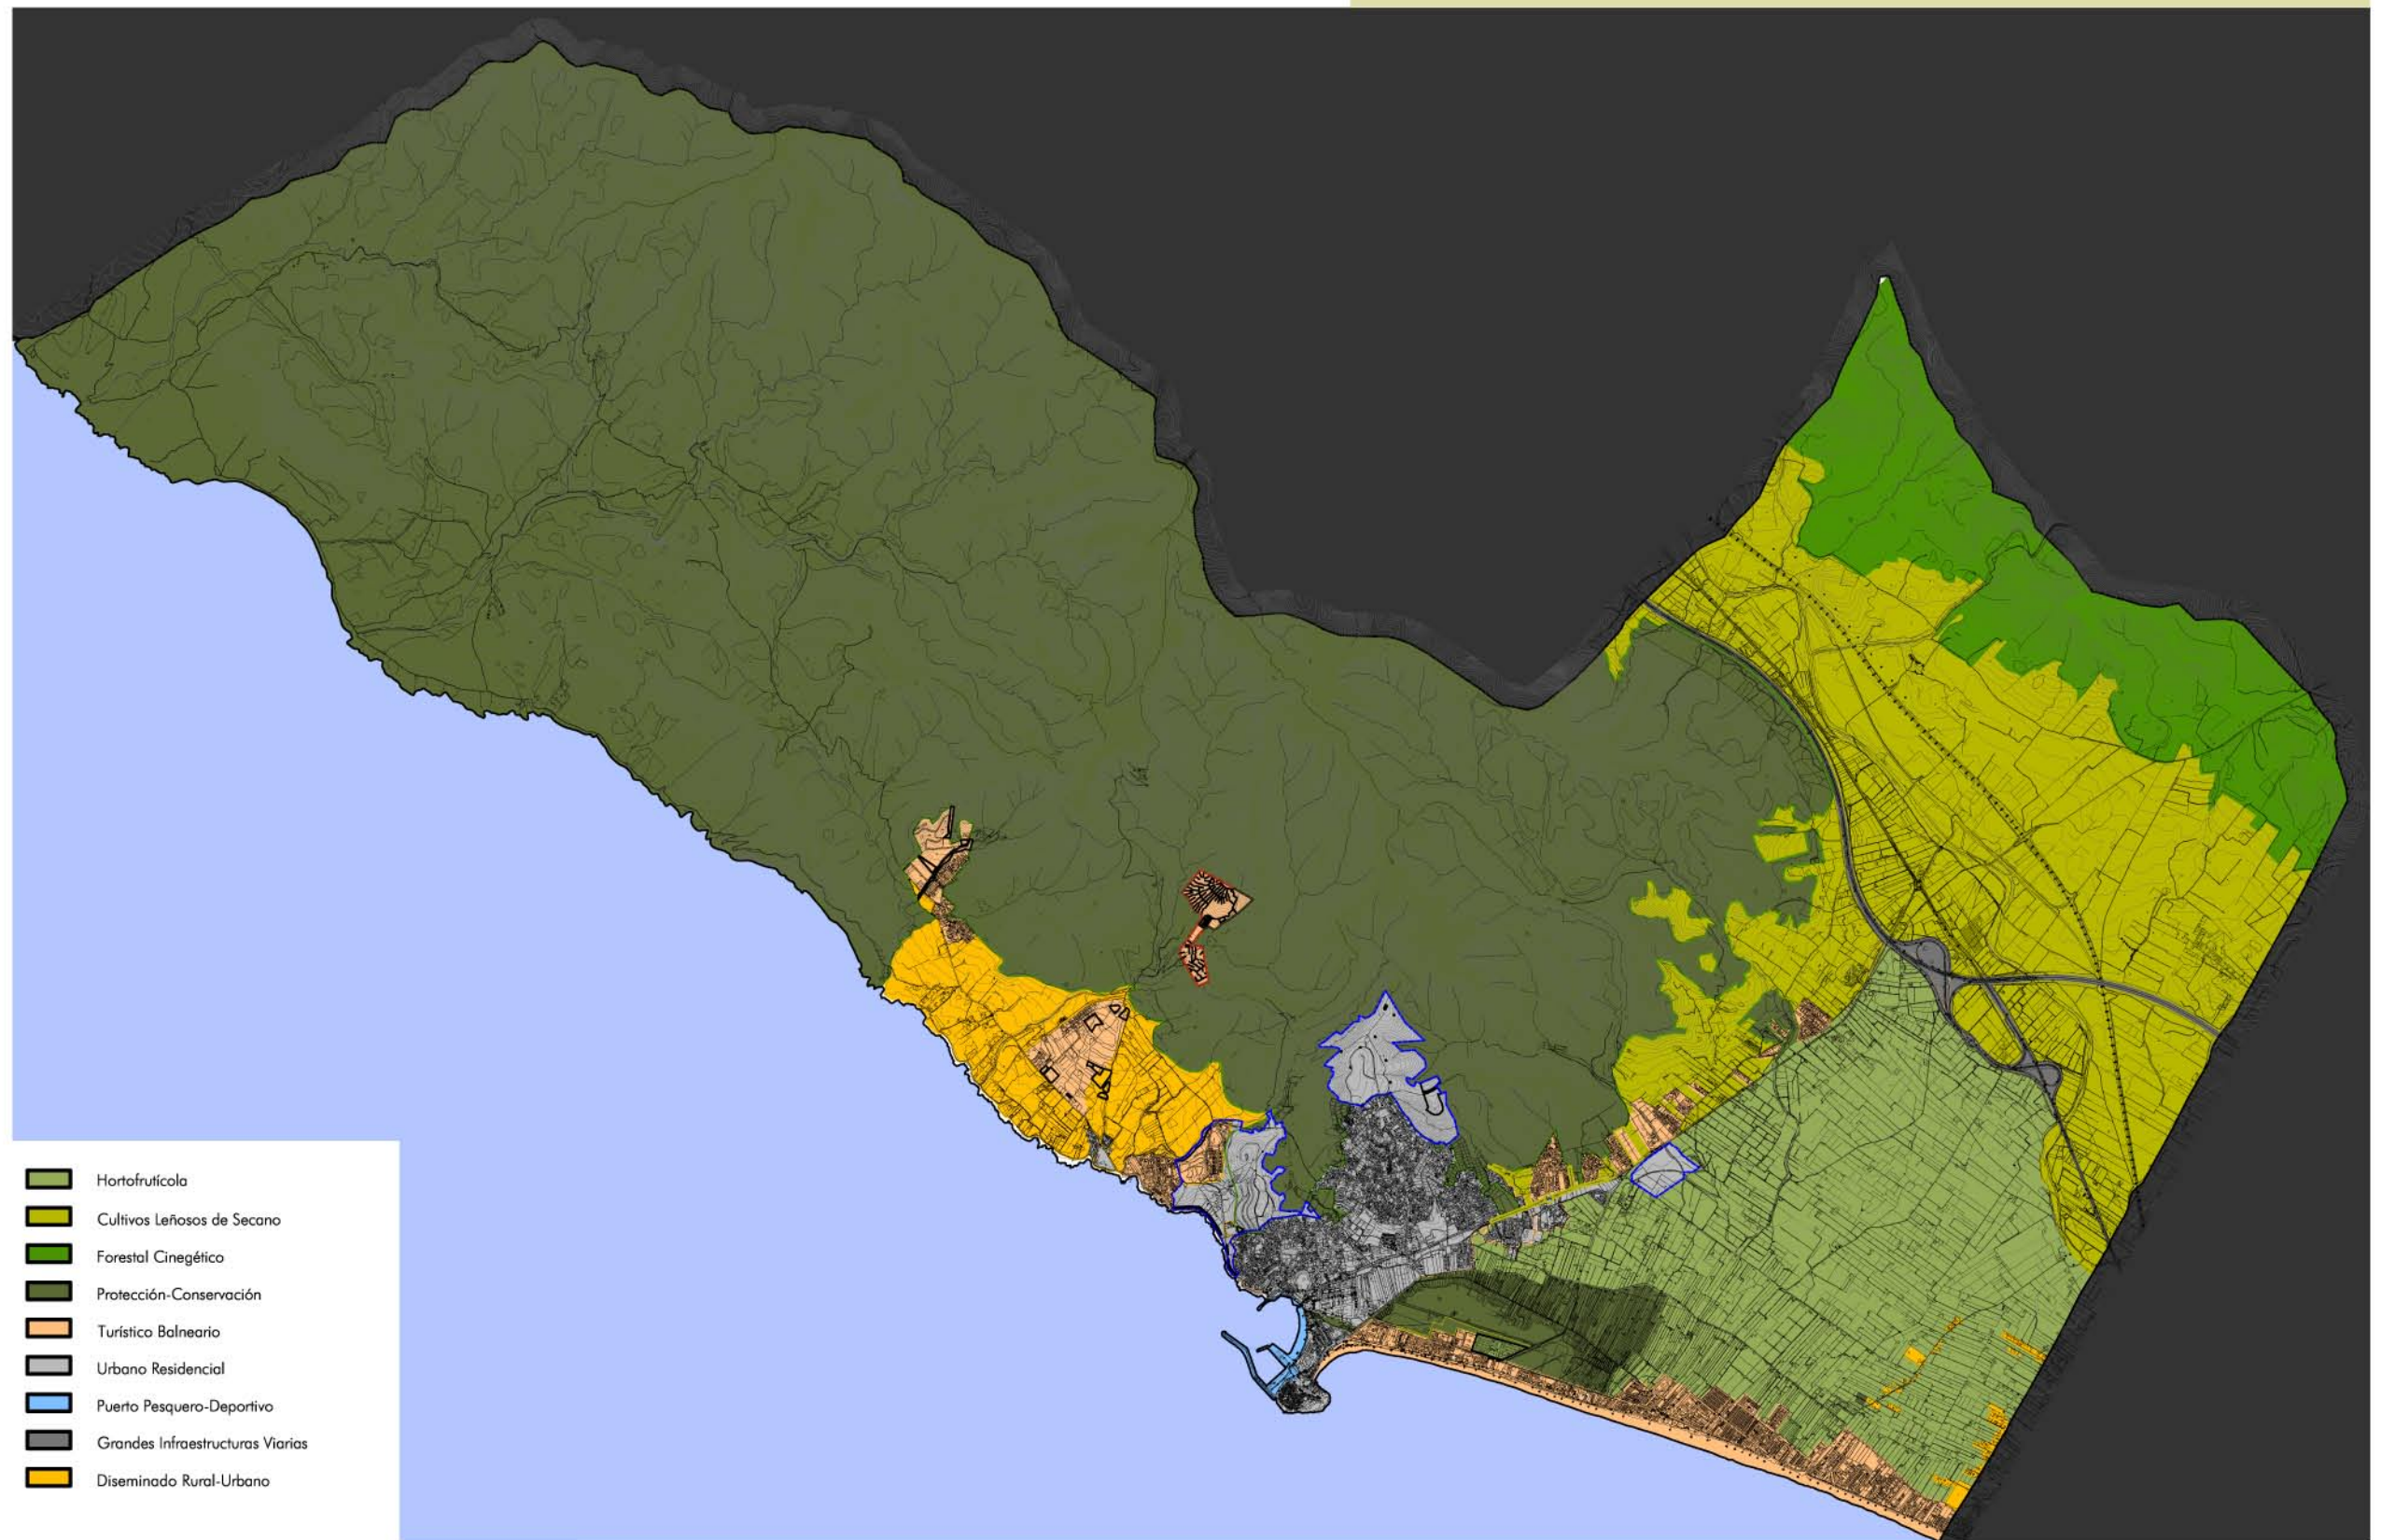 Hortofrutícola
Cultivos Leñosos de Secano
Forestal Cinegético
Protección-Conservación
Turístico Balneario
Urbano Residencial
Puerto Pesquero-Deportivo
Grandes Infraestructuras Viarias
Diseminado Rural-Urbano